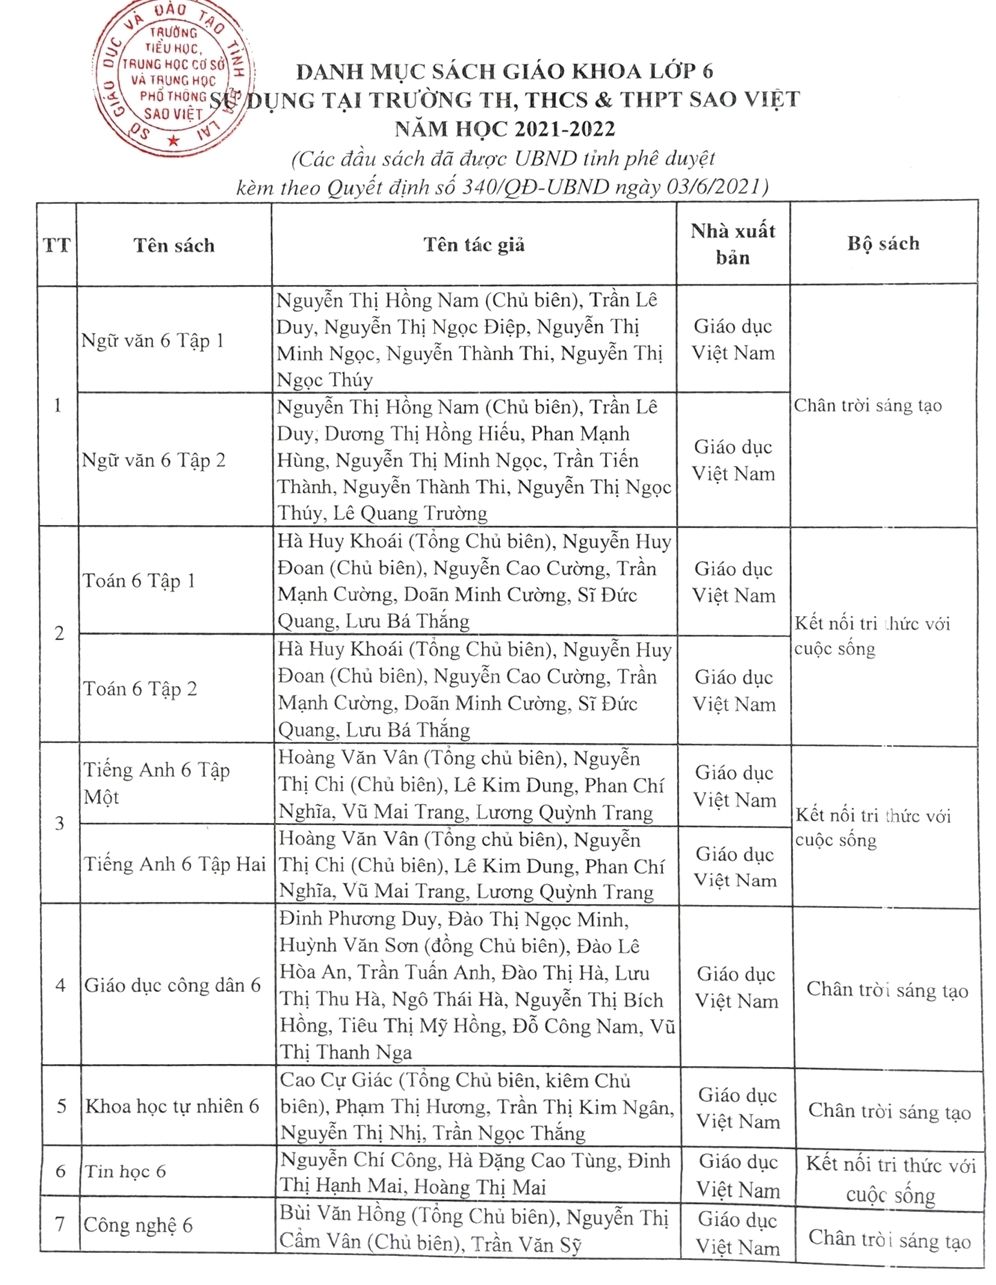 SỞ GIÁO DỤC VÀ ĐÀO TẠO TỈNH GIA LAI
TRƯỜNG
TIỂU HỌC,
TRUNG HỌC CƠ SỞ
VÀ TRUNG HỌC
PHỔ THÔNG
SAO VIỆT
DANH MỤC SÁCH GIÁO KHOA LỚP 6
SỬ DỤNG TẠI TRƯỜNG TH, THCS & THPT SAO VIỆT
NĂM HỌC 2021-2022
(Các đầu sách đã được UBND tỉnh phê duyệt
kèm theo Quyết định số 340/QĐ-UBND ngày 03/6/2021)
TT
Tên sách
Tên tác giả
Nhà xuất
bản
Bộ sách
1
Ngữ văn 6 Tập 1
Nguyễn Thị Hồng Nam (Chủ biên), Trần Lê
Duy, Nguyễn Thị Ngọc Điệp, Nguyễn Thị
Minh Ngọc, Nguyễn Thành Thi, Nguyễn Thị
Ngọc Thúy
Giáo dục
Việt Nam
Chân trời sáng tạo
Ngữ văn 6 Tập 2
Nguyễn Thị Hồng Nam (Chủ biên), Trần Lê
Duy, Dương Thị Hồng Hiếu, Phan Mạnh
Hùng, Nguyễn Thị Minh Ngọc, Trần Tiến
Thành, Nguyễn Thành Thi, Nguyễn Thị Ngọc
Thúy, Lê Quang Trường
Giáo dục
Việt Nam
2
Toán 6 Tập 1
Hà Huy Khoái (Tổng Chủ biên), Nguyễn Huy
Đoan (Chủ biên), Nguyễn Cao Cường, Trần
Mạnh Cường, Doãn Minh Cường, Sĩ Đức
Quang, Lưu Bá Thắng
Giáo dục
Việt Nam
Kết nối tri thức với
cuộc sống
Toán 6 Tập 2
Hà Huy Khoái (Tổng Chủ biên), Nguyễn Huy
Đoan (Chủ biên), Nguyễn Cao Cường, Trần
Mạnh Cường, Doãn Minh Cường, Sĩ Đức
Quang, Lưu Bá Thắng
Giáo dục
Việt Nam
3
Tiếng Anh 6 Tập
Một
Hoàng Văn Vân (Tổng chủ biên), Nguyễn
Thị Chi (Chủ biên), Lê Kim Dung, Phan Chí
Nghĩa, Vũ Mai Trang, Lương Quỳnh Trang
Giáo dục
Việt Nam
Kết nối tri thức với
cuộc sống
Tiếng Anh 6 Tập Hai
Hoàng Văn Vân (Tổng chủ biên), Nguyễn
Thị Chi (Chủ biên), Lê Kim Dung, Phan Chí
Nghĩa, Vũ Mai Trang, Lương Quỳnh Trang
Giáo dục
Việt Nam
4
Giáo dục công dân 6
Đinh Phương Duy, Đào Thị Ngọc Minh,
Huỳnh Văn Sơn (đồng Chủ biên), Đào Lê
Hòa An, Trần Tuấn Anh, Đào Thị Hà, Lưu
Thị Thu Hà, Ngô Thái Hà, Nguyễn Thị Bích
Hồng, Tiêu Thị Mỹ Hồng, Đỗ Công Nam, Vũ
Thị Thanh Nga
Giáo dục
Việt Nam
Chân trời sáng tạo
5
Khoa học tự nhiên 6
Cao Cự Giác (Tổng Chủ biên, kiêm Chủ
biên), Phạm Thị Hương, Trần Thị Kim Ngân,
Nguyễn Thị Nhị, Trần Ngọc Thắng
Giáo dục
Việt Nam
Chân trời sáng tạo
6
Tin học 6
Nguyễn Chí Công, Hà Đặng Cao Tùng, Đinh
Thị Hạnh Mai, Hoàng Thị Mai
Giáo dục
Việt Nam
Kết nối tri thức với
cuộc sống
7
Công nghệ 6
Bùi Văn Hồng (Tổng Chủ biên), Nguyễn Thị
Cẩm Vân (Chủ biên), Trần Văn Sỹ
Giáo dục
Việt Nam
Chân trời sáng tạo